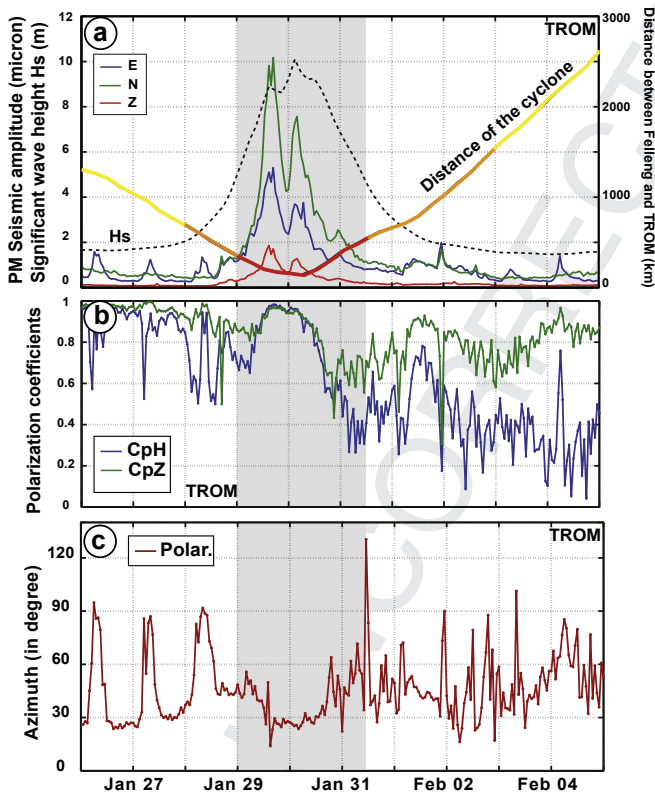 PM Seismic amplitude (micron)
Significant wave height Hs (m)
12
10
8
6
4
2
0
a
E
N
Z
Hs
TROM
Distance of the cyclone
3000
2000
1000
0
Distance between Felleng and TROM (km)
Polarization coefficients
1
0.8
0.6
0.4
0.2
0
b
CpH
CpZ
TROM
Azimuth (in degree)
120
90
60
30
0
c
Polar.
TROM
Jan 27
Jan 29
Jan 31
Feb 02
Feb 04